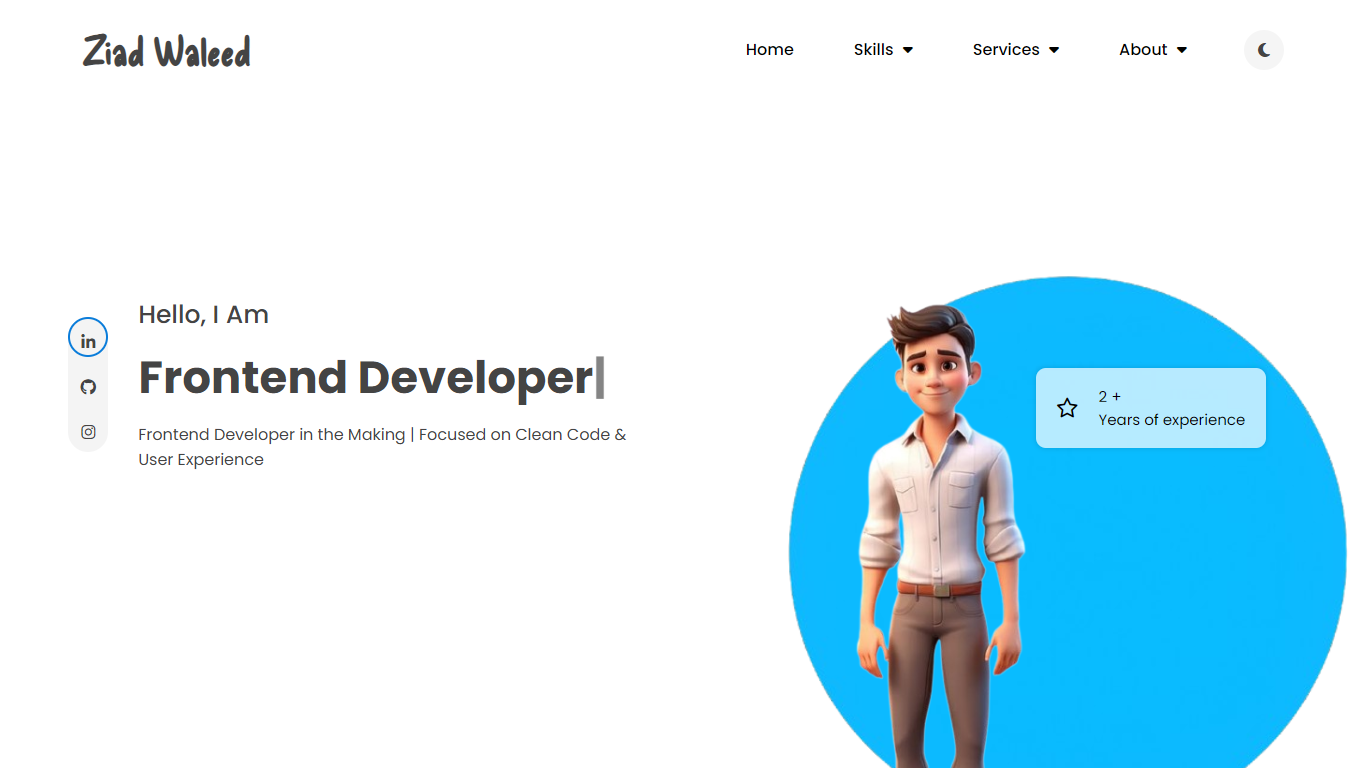 Ziad Waleed
Home
Skills
Services
About
Hello, I Am
Frontend Developer|
Frontend Developer in the Making | Focused on Clean Code &
User Experience
2 +
Years of experience